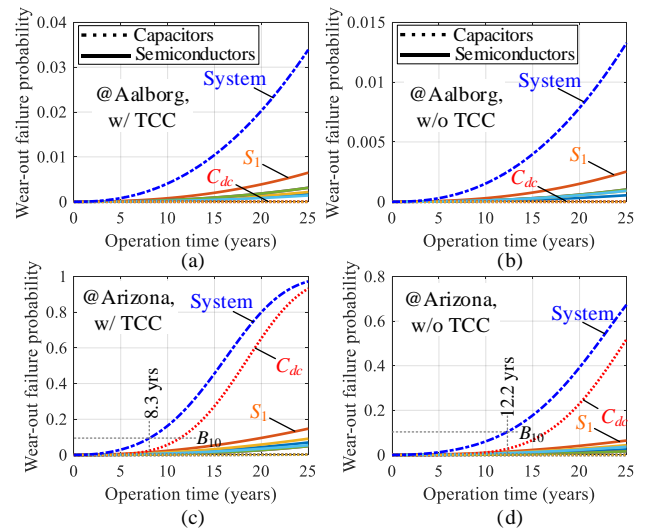 Wear-out failure probability
0.04
0.03
0.02
0.01
0
Capacitors
Semiconductors
@Aalborg,
w/ TCC
System
S1
Cdc
0 5 10 15 20 25
Operation time (years)
(a)
Wear-out failure probability
0.015
0.01
0.005
0
Capacitors
Semiconductors
@Aalborg,
w/o TCC
System
S1
Cdc
0 5 10 15 20 25
Operation time (years)
(b)
Wear-out failure probability
1
0.8
0.6
0.4
0.2
0
@Arizona,
w/ TCC
System
Cdc
8.3 yrs
S1
B10
0 5 10 15 20 25
Operation time (years)
(c)
Wear-out failure probability
0.8
0.6
0.4
0.2
0
@Arizona,
w/o TCC
System
12.2 yrs
Cdc
S1
B10
0 5 10 15 20 25
Operation time (years)
(d)